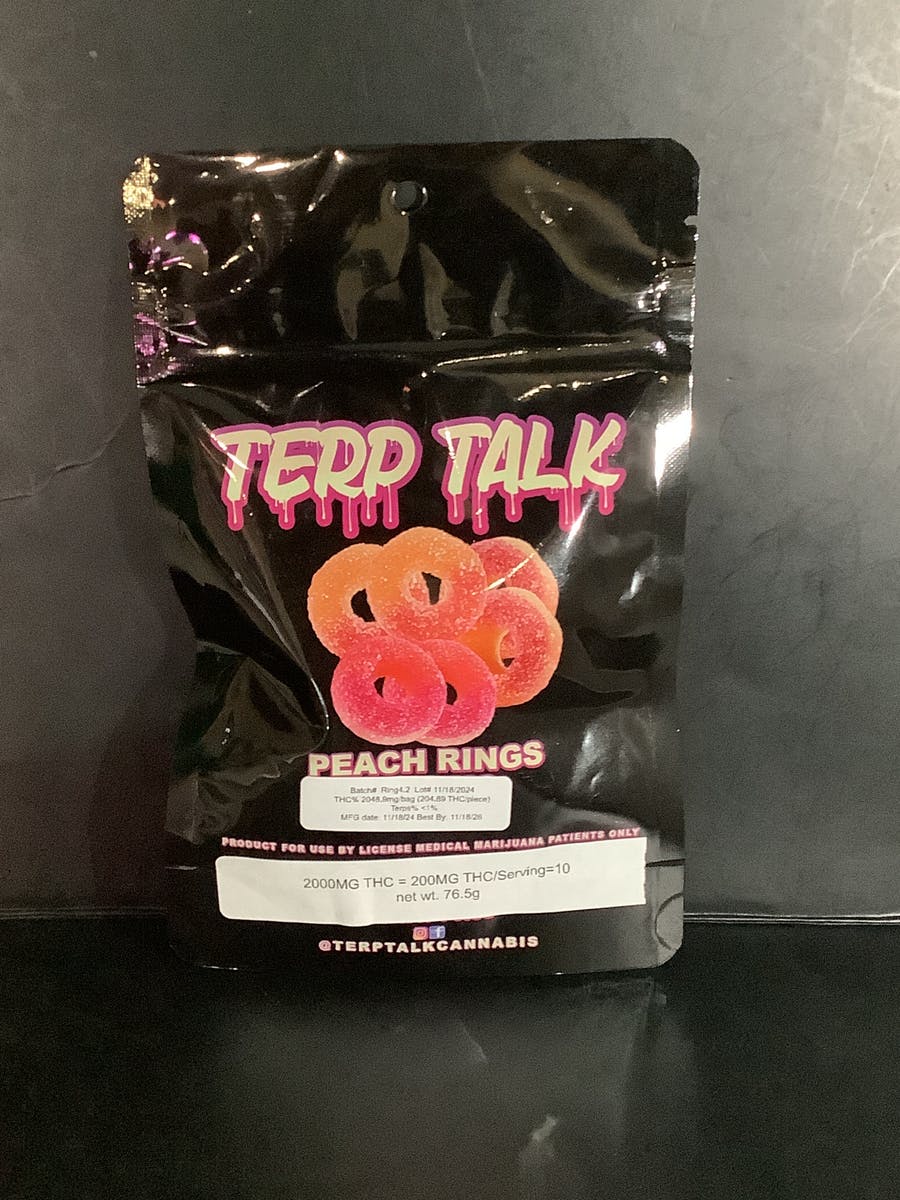 TERP TALK
PEACH RINGS
Batch# Ring4.2 Lot# 11/18/2024
THC% 2048.9mg/bag (204.89 THC/piece)
Terps% <1%
MFG date: 11/18/24 Best By: 11/18/26
PRODUCT FOR USE BY LICENSE MEDICAL MARIJUANA PATIENTS ONLY
2000MG THC = 200MG THC/Serving=10
net wt. 76.5g
@TERPTALKCANNABIS